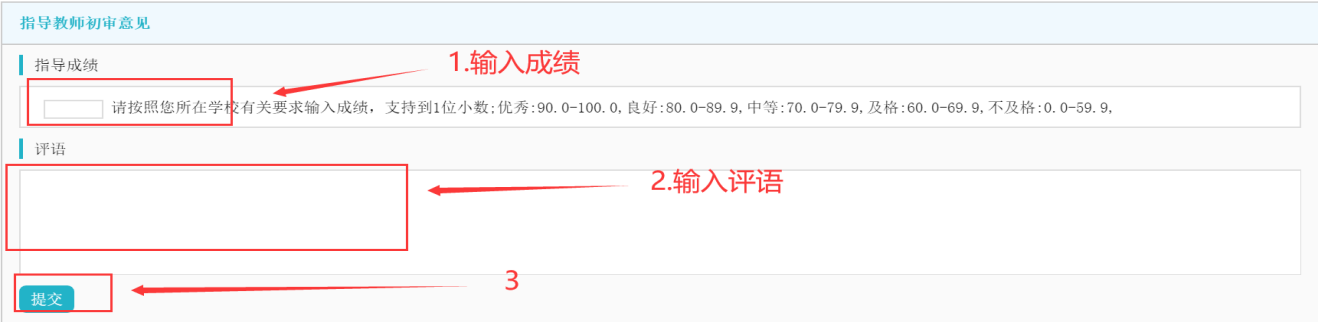 指导教师初审意见
1.输入成绩
指导成绩
请按照您所在学校有关要求输入成绩，支持到1位小数;优秀:90.0-100.0,良好:80.0-89.9,中等:70.0-79.9,及格:60.0-69.9,不及格:0.0-59.9,
评语
2.输入评语
3
提交